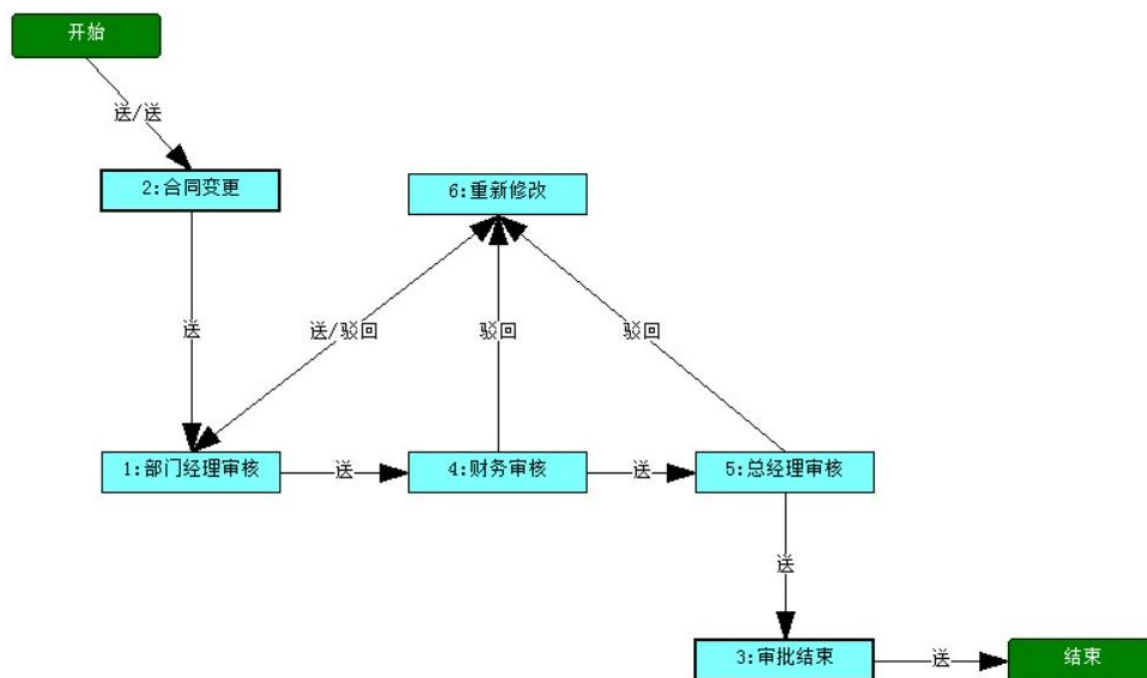 开始
送/送
2:合同变更
6:重新修改
送
送/驳回
驳回
驳回
1:部门经理审核
送
4:财务审核
送
5:总经理审核
送
3:审批结束
送
结束